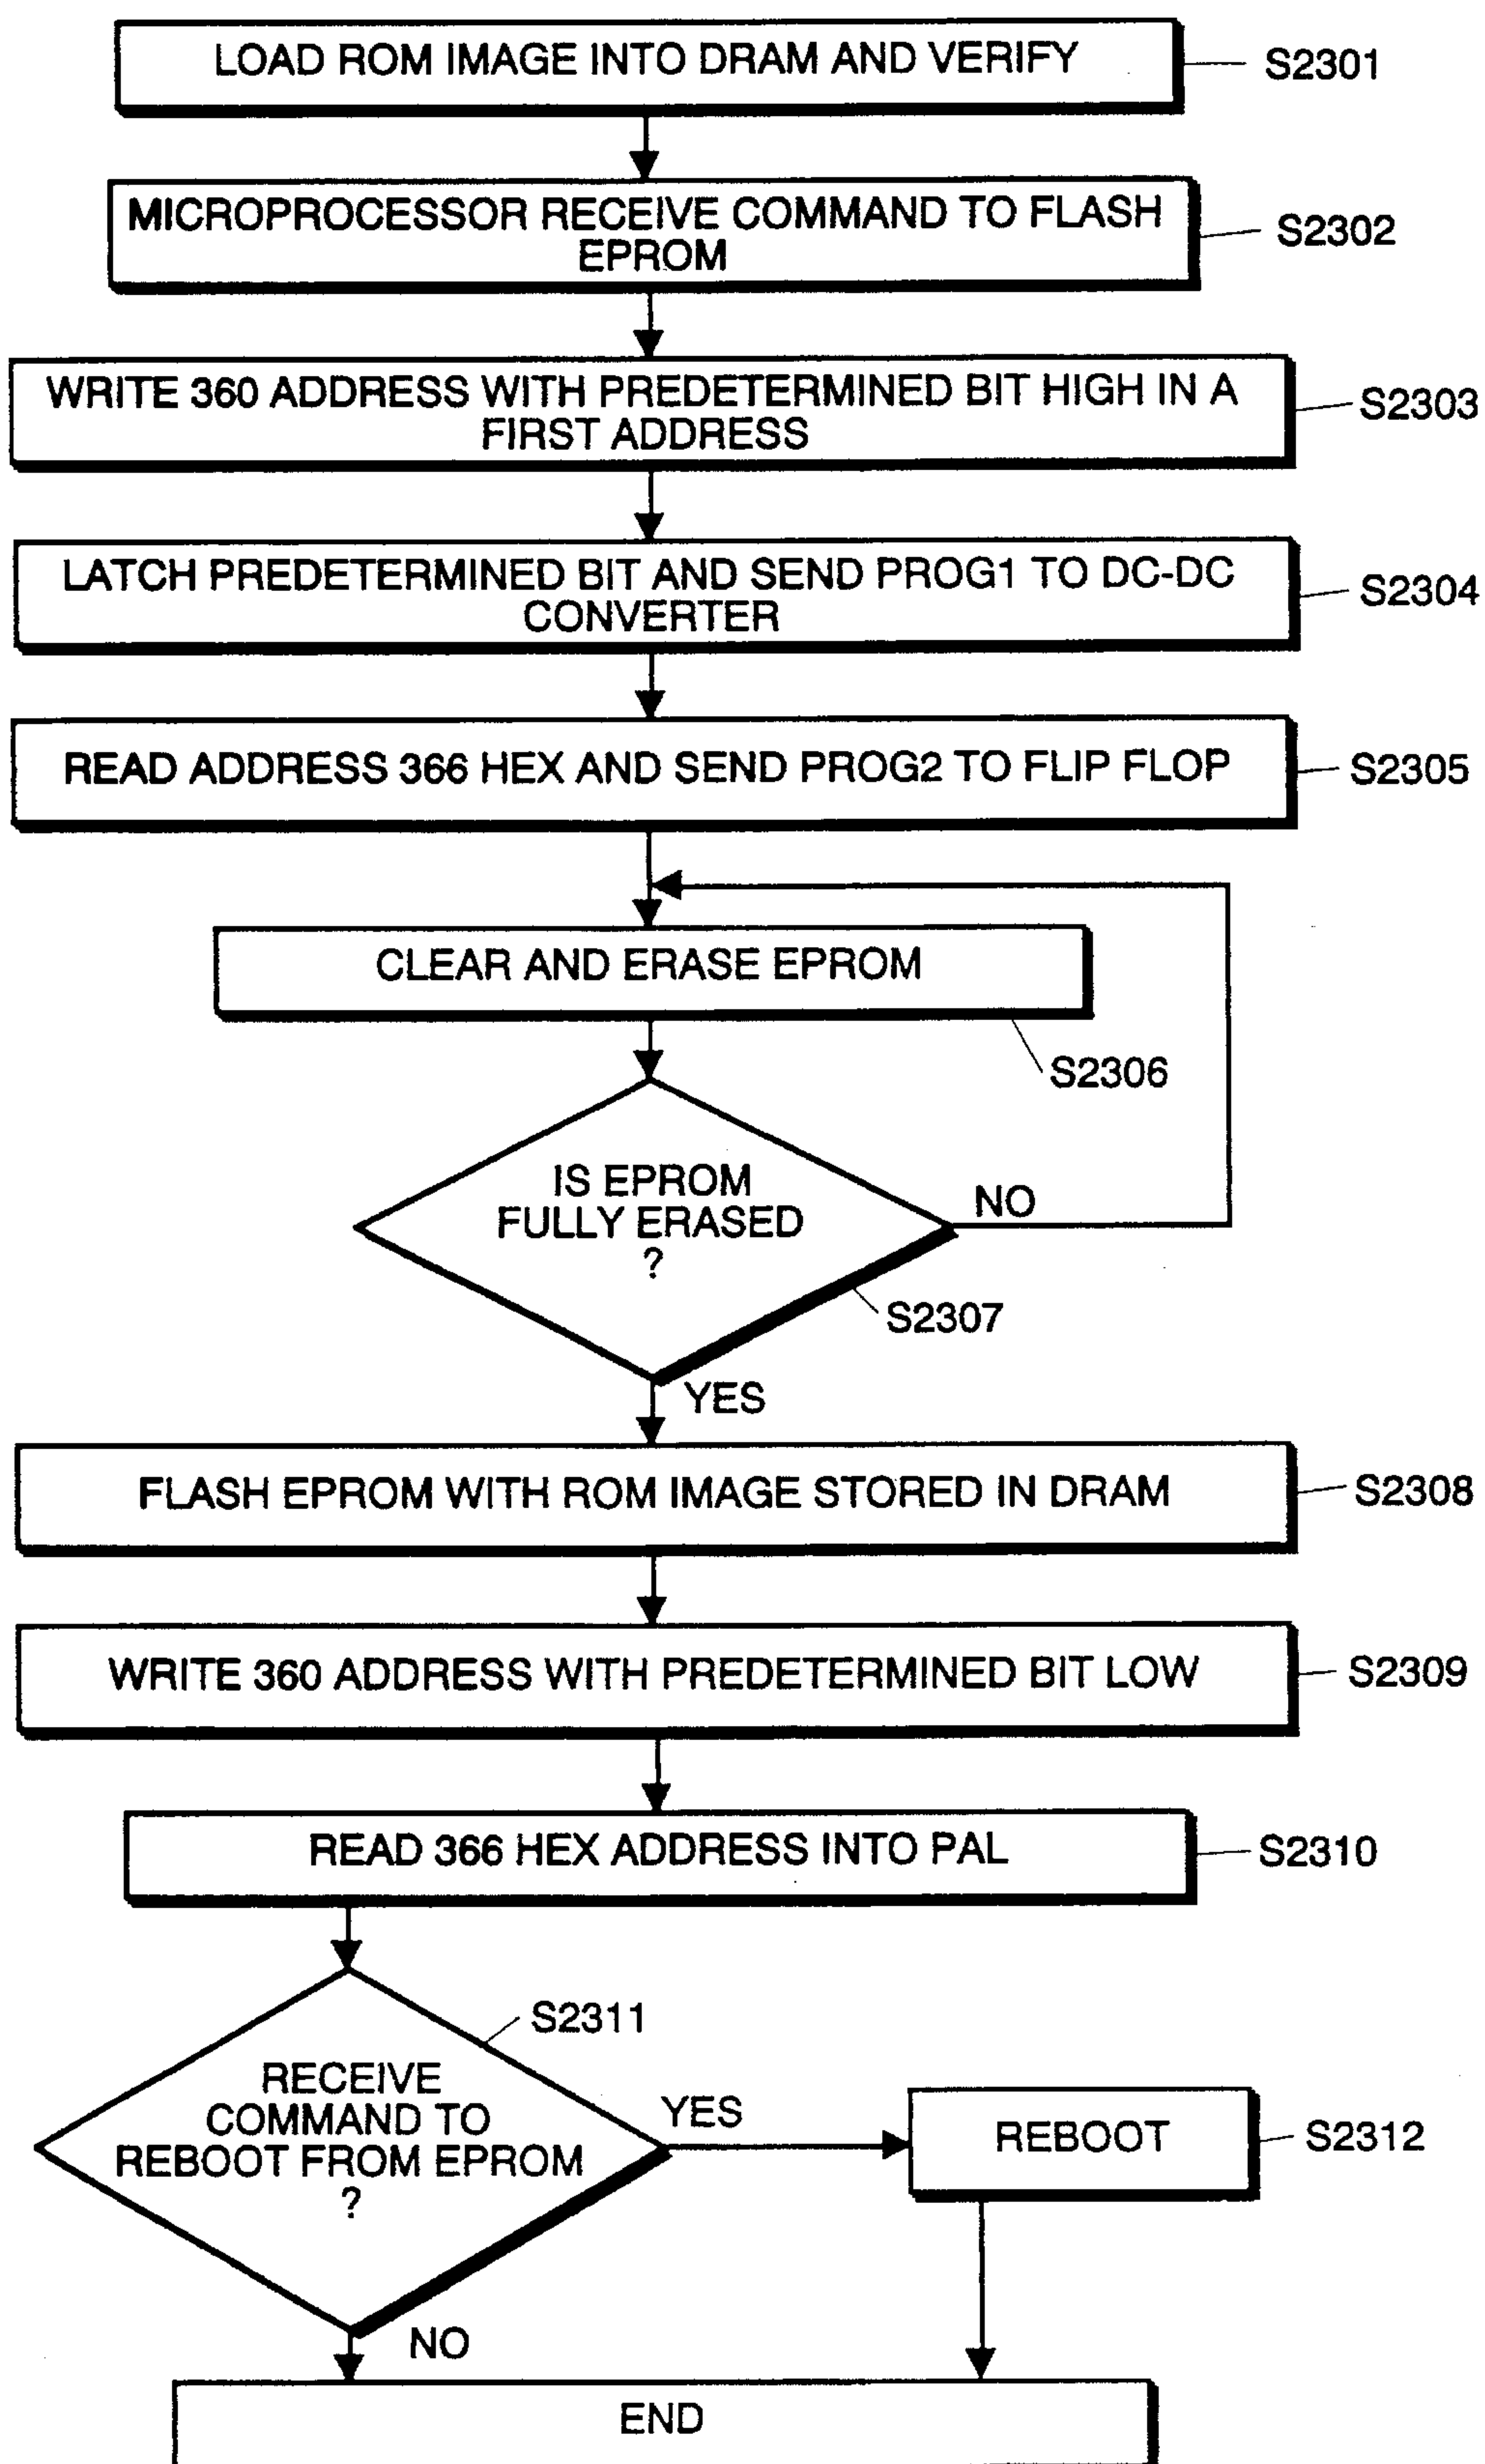 LOAD ROM IMAGE INTO DRAM AND VERIFY
S2301
MICROPROCESSOR RECEIVE COMMAND TO FLASH
EPROM
S2302
WRITE 360 ADDRESS WITH PREDETERMINED BIT HIGH IN A
FIRST ADDRESS
S2303
LATCH PREDETERMINED BIT AND SEND PROG1 TO DC-DC
CONVERTER
S2304
READ ADDRESS 366 HEX AND SEND PROG2 TO FLIP FLOP
S2305
CLEAR AND ERASE EPROM
S2306
IS EPROM
FULLY ERASED
?
NO
S2307
YES
FLASH EPROM WITH ROM IMAGE STORED IN DRAM
S2308
WRITE 360 ADDRESS WITH PREDETERMINED BIT LOW
S2309
READ 366 HEX ADDRESS INTO PAL
S2310
S2311
RECEIVE
COMMAND TO
REBOOT FROM EPROM
?
YES
REBOOT
S2312
NO
END